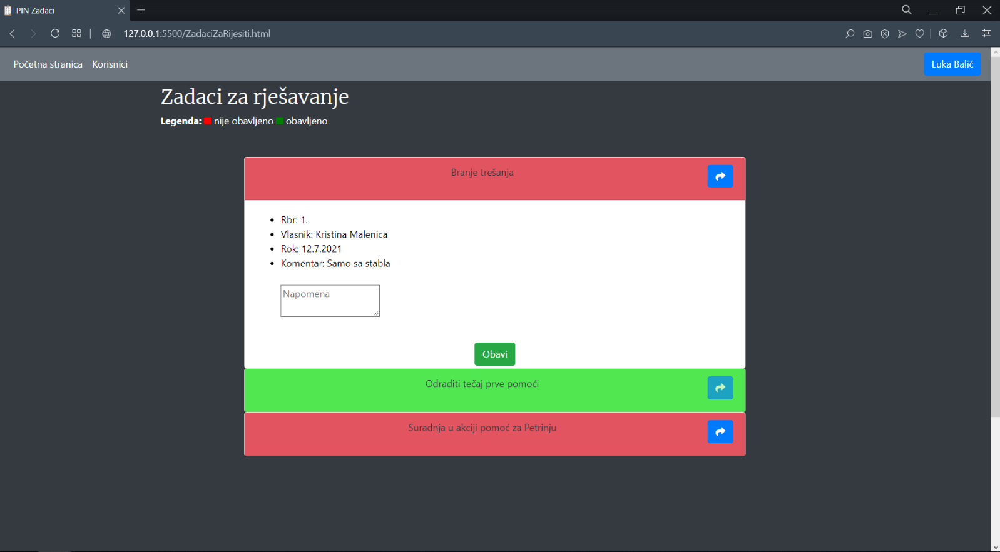 PIN Zadaci
127.0.0.1:5500/ZadaciZaRijesiti.html
Početna stranica Korisnici Luka Balić
Zadaci za rješavanje
Legenda: nije obavljeno obavljeno
Branje trešanja
Rbr: 1.
Vlasnik: Kristina Malenica
Rok: 12.7.2021
Komentar: Samo sa stabla
Napomena
Obavi
Odraditi tečaj prve pomoći
Suradnja u akciji pomoć za Petrinju